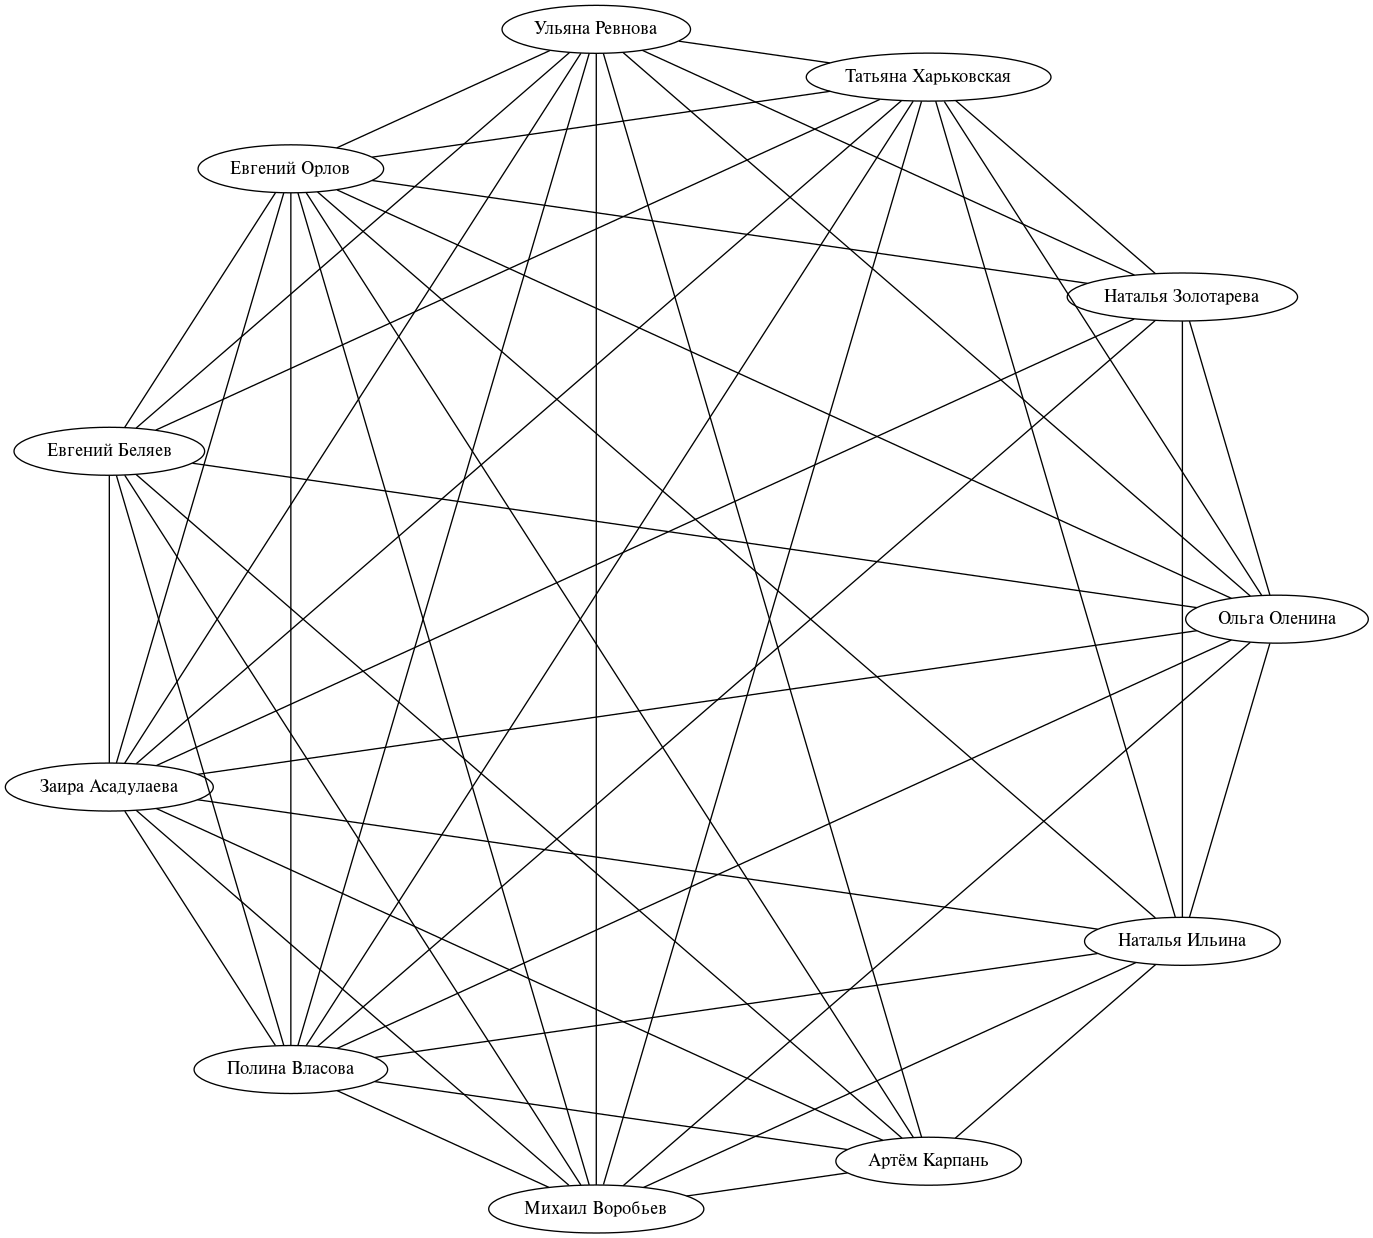 Ульяна Ревнова
Татьяна Харьковская
Евгений Орлов
Наталья Золотарева
Евгений Беляев
Ольга Оленина
Заира Асадулаева
Наталья Ильина
Полина Власова
Артём Карпань
Михаил Воробьев